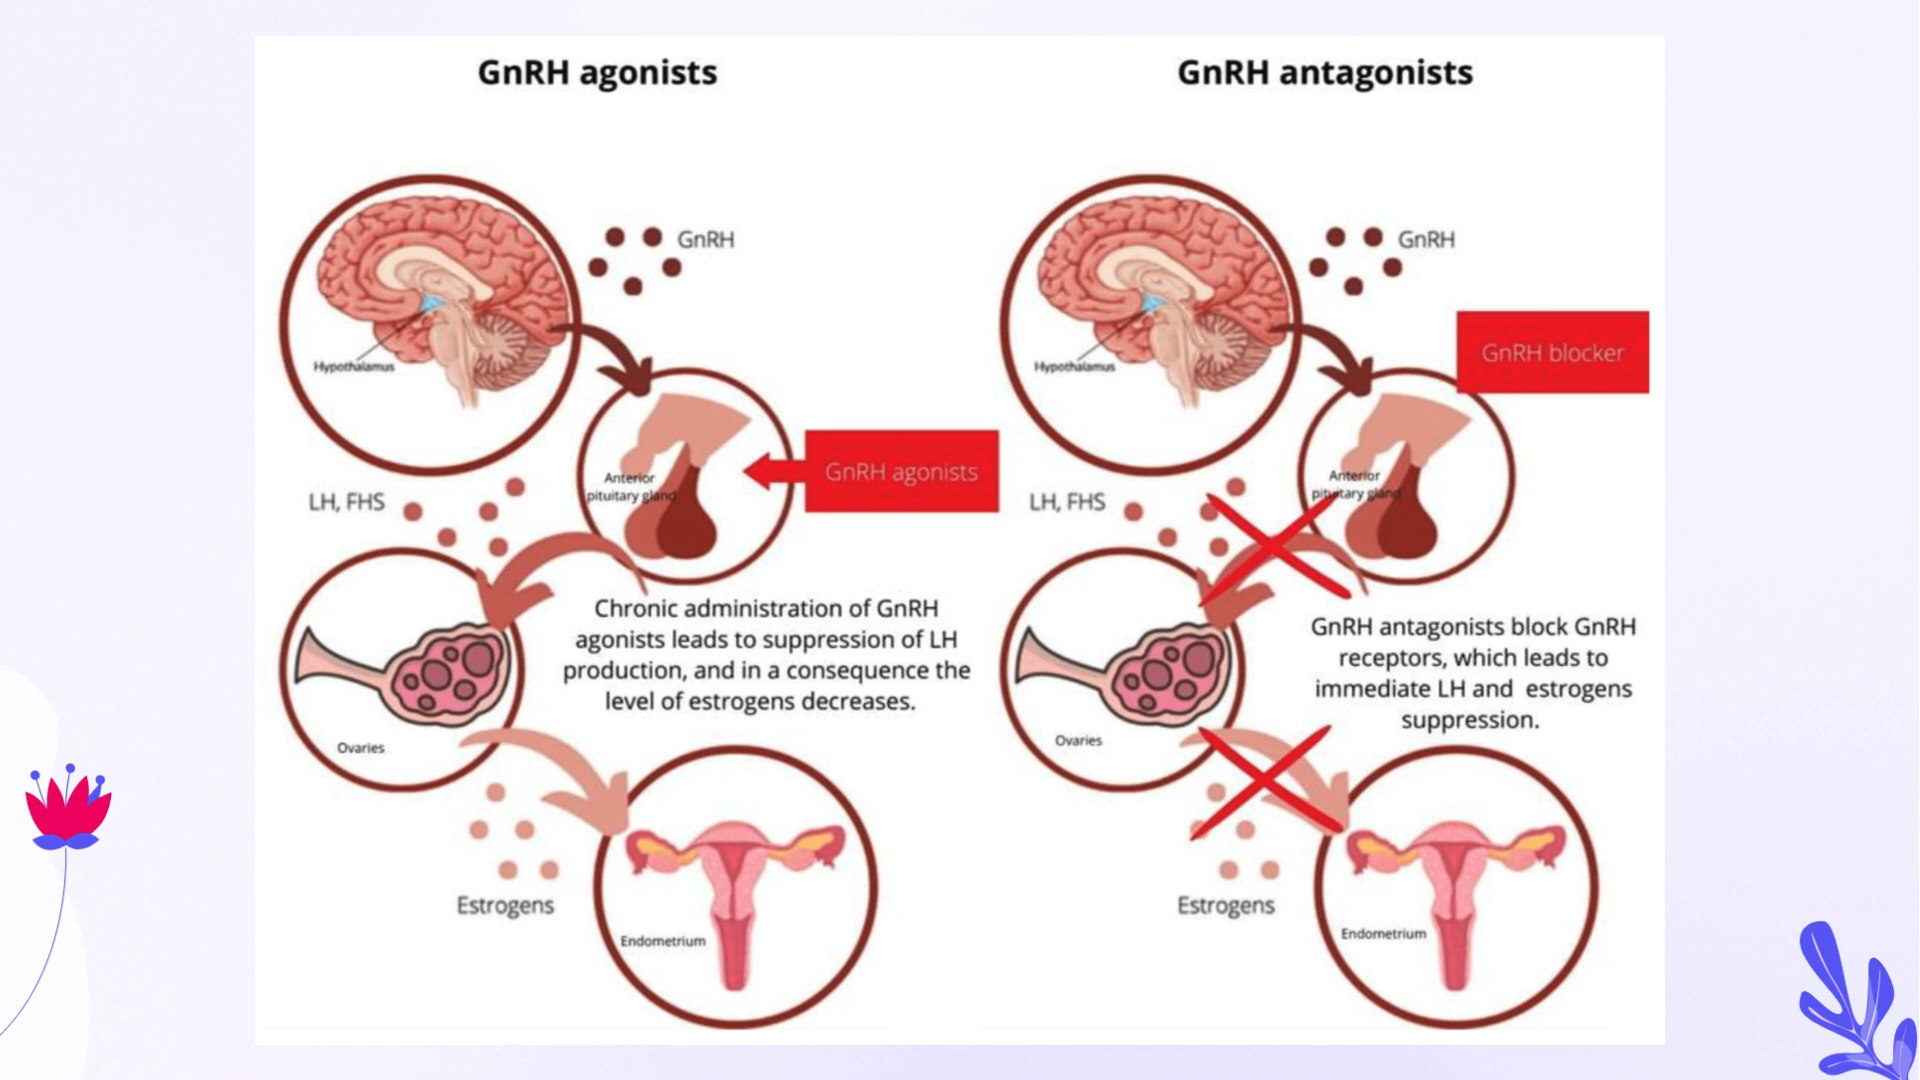 GnRH agonists
GnRH
Hypothalamus
GnRH agonists
Anterior
pituitary gland
LH, FHS
Chronic administration of GnRH
agonists leads to suppression of LH
production, and in a consequence the
level of estrogens decreases.
Ovaries
Estrogens
Endometrium
GnRH antagonists
GnRH
GnRH blocker
Hypothalamus
Anterior
pituitary gland
LH, FHS
GnRH antagonists block GnRH
receptors, which leads to
immediate LH and estrogens
suppression.
Ovaries
Estrogens
Endometrium